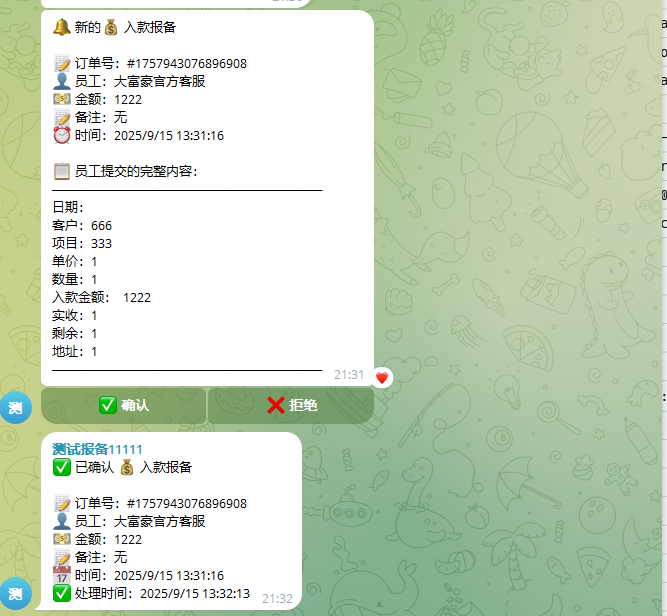 🔔 新的 💰 入款报备
📝 订单号：#1757943076896908
👤 员工：大富豪官方客服
💵 金额：1222
📝 备注：无
⏰ 时间：2025/9/15 13:31:16
📋 员工提交的完整内容：
日期：
客户：666
项目：333
单价：1
数量：1
入款金额： 1222
实收：1
剩余：1
地址：1
21:31
测
✅ 确认
❌ 拒绝
测试报备11111
✅ 已确认 💰 入款报备
📝 订单号：#1757943076896908
👤 员工：大富豪官方客服
💵 金额：1222
📝 备注：无
📅 时间：2025/9/15 13:31:16
✅ 处理时间：2025/9/15 13:32:13
21:32
测